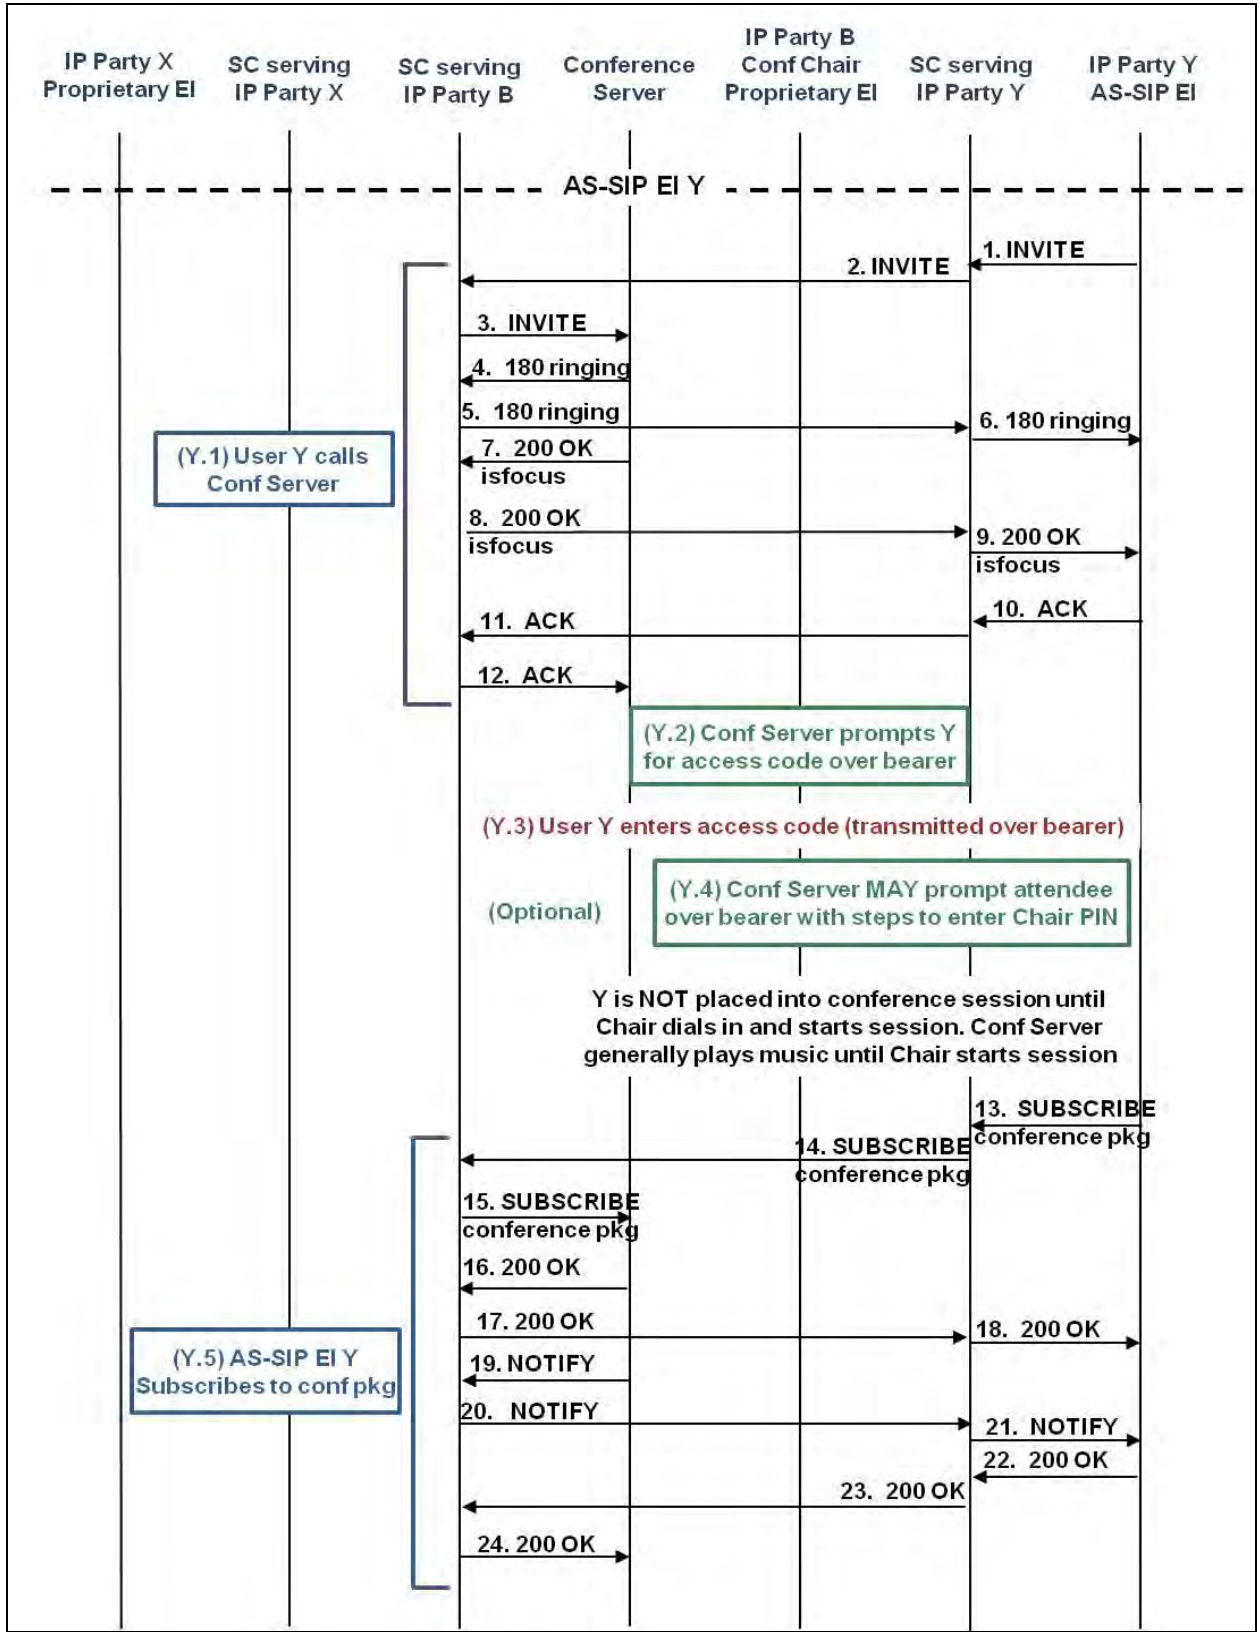 IP Party X
Proprietary EI
SC serving
IP Party X
SC serving
IP Party B
Conference
Server
IP Party B
Conf Chair
Proprietary EI
SC serving
IP Party Y
IP Party Y
AS-SIP EI
AS-SIP EI Y
1. INVITE
2. INVITE
3. INVITE
4. 180 ringing
5. 180 ringing
6. 180 ringing
(Y.1) User Y calls
Conf Server
7. 200 OK
isfocus
8. 200 OK
isfocus
9. 200 OK
isfocus
10. ACK
11. ACK
12. ACK
(Y.2) Conf Server prompts Y
for access code over bearer
(Y.3) User Y enters access code (transmitted over bearer)
(Optional)
(Y.4) Conf Server MAY prompt attendee
over bearer with steps to enter Chair PIN
Y is NOT placed into conference session until
Chair dials in and starts session. Conf Server
generally plays music until Chair starts session
13. SUBSCRIBE
conference pkg
14. SUBSCRIBE
conference pkg
15. SUBSCRIBE
conference pkg
16. 200 OK
17. 200 OK
18. 200 OK
(Y.5) AS-SIP EI Y
Subscribes to conf pkg
19. NOTIFY
20. NOTIFY
21. NOTIFY
22. 200 OK
23. 200 OK
24. 200 OK